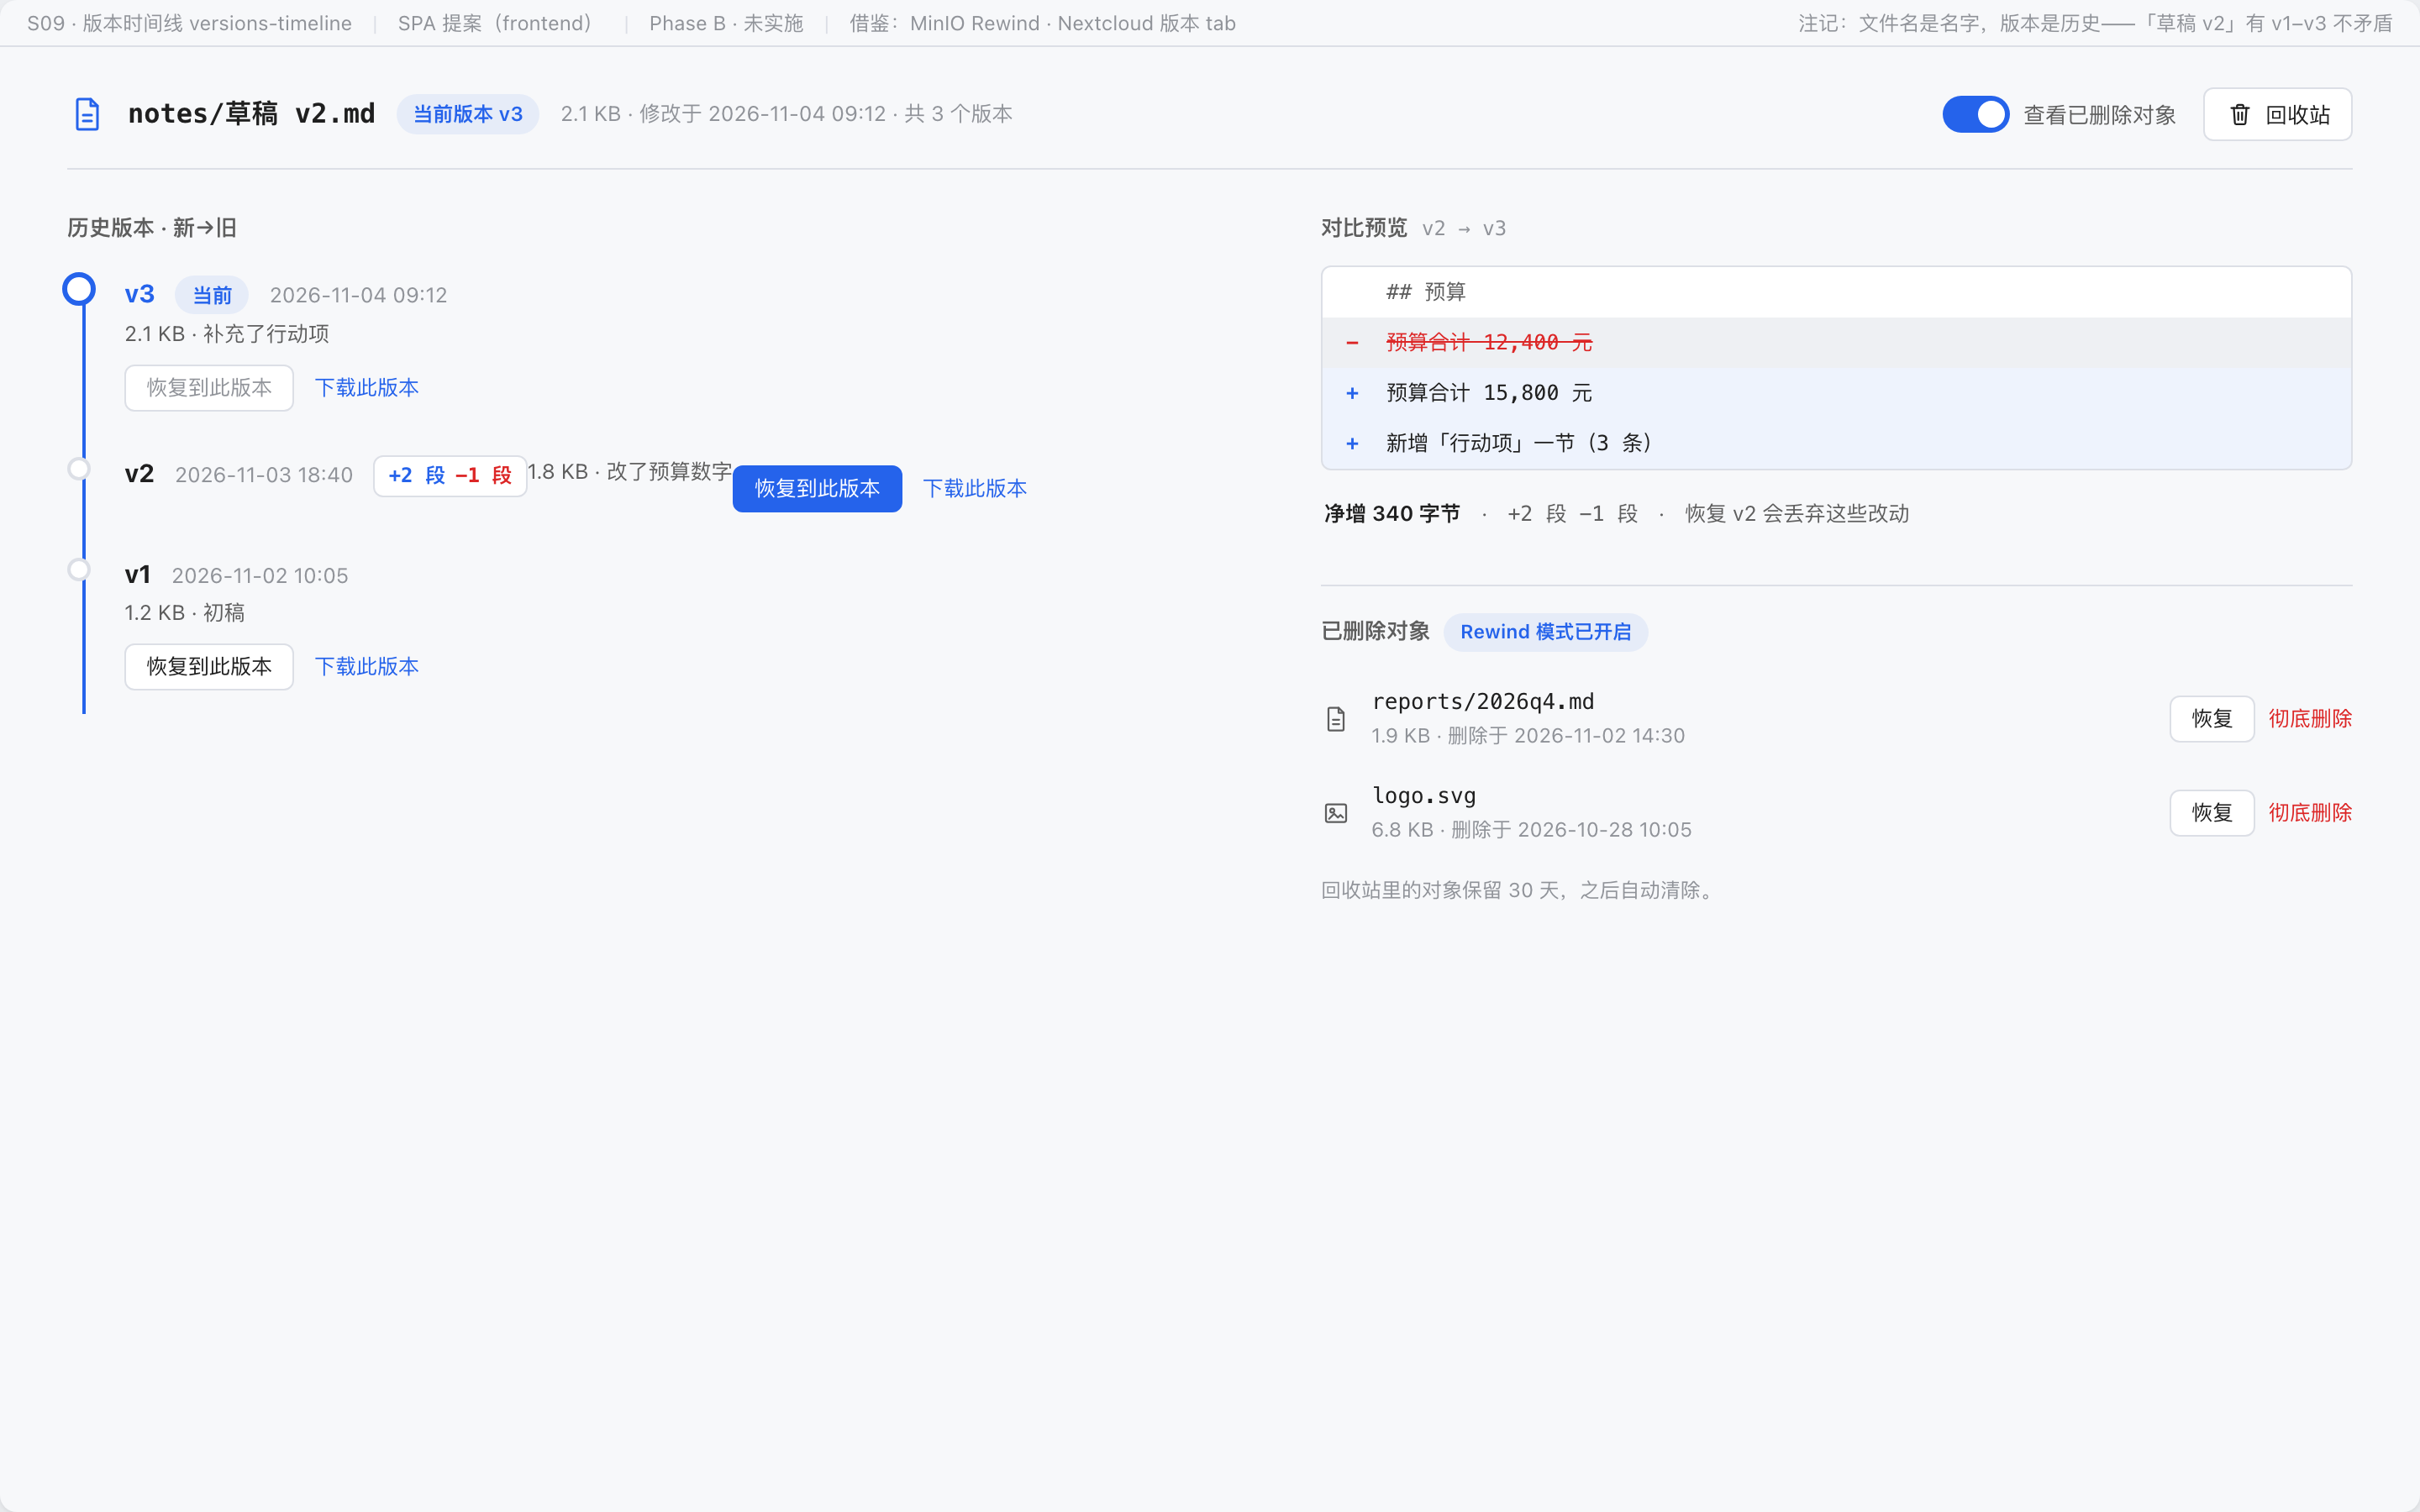 S09 · 版本时间线 versions-timeline | SPA 提案（frontend） | Phase B · 未实施 | 借鉴：MinIO Rewind · Nextcloud 版本 tab
注记：文件名是名字，版本是历史——「草稿 v2」有 v1–v3 不矛盾
notes/草稿 v2.md 当前版本 v3 2.1 KB · 修改于 2026-11-04 09:12 · 共 3 个版本
查看已删除对象 回收站
历史版本 · 新→旧
v3 当前 2026-11-04 09:12
2.1 KB · 补充了行动项
恢复到此版本 下载此版本
v2 2026-11-03 18:40 +2 段 −1 段 1.8 KB · 改了预算数字 恢复到此版本 下载此版本
v1 2026-11-02 10:05
1.2 KB · 初稿
恢复到此版本 下载此版本
对比预览 v2 → v3
## 预算
− 预算合计 12,400 元
+ 预算合计 15,800 元
+ 新增「行动项」一节（3 条）
净增 340 字节 · +2 段 −1 段 · 恢复 v2 会丢弃这些改动
已删除对象 Rewind 模式已开启
reports/2026q4.md
1.9 KB · 删除于 2026-11-02 14:30
恢复 彻底删除
logo.svg
6.8 KB · 删除于 2026-10-28 10:05
恢复 彻底删除
回收站里的对象保留 30 天，之后自动清除。